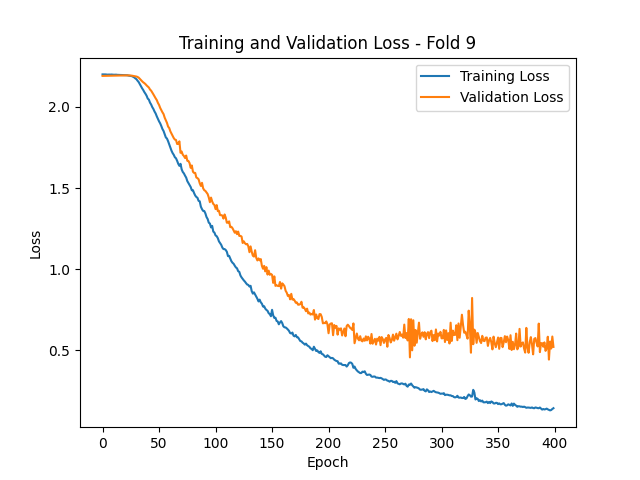 Training and Validation Loss - Fold 9
Training Loss
Validation Loss
2.0
1.5
1.0
0.5
Loss
0 50 100 150 200 250 300 350 400
Epoch